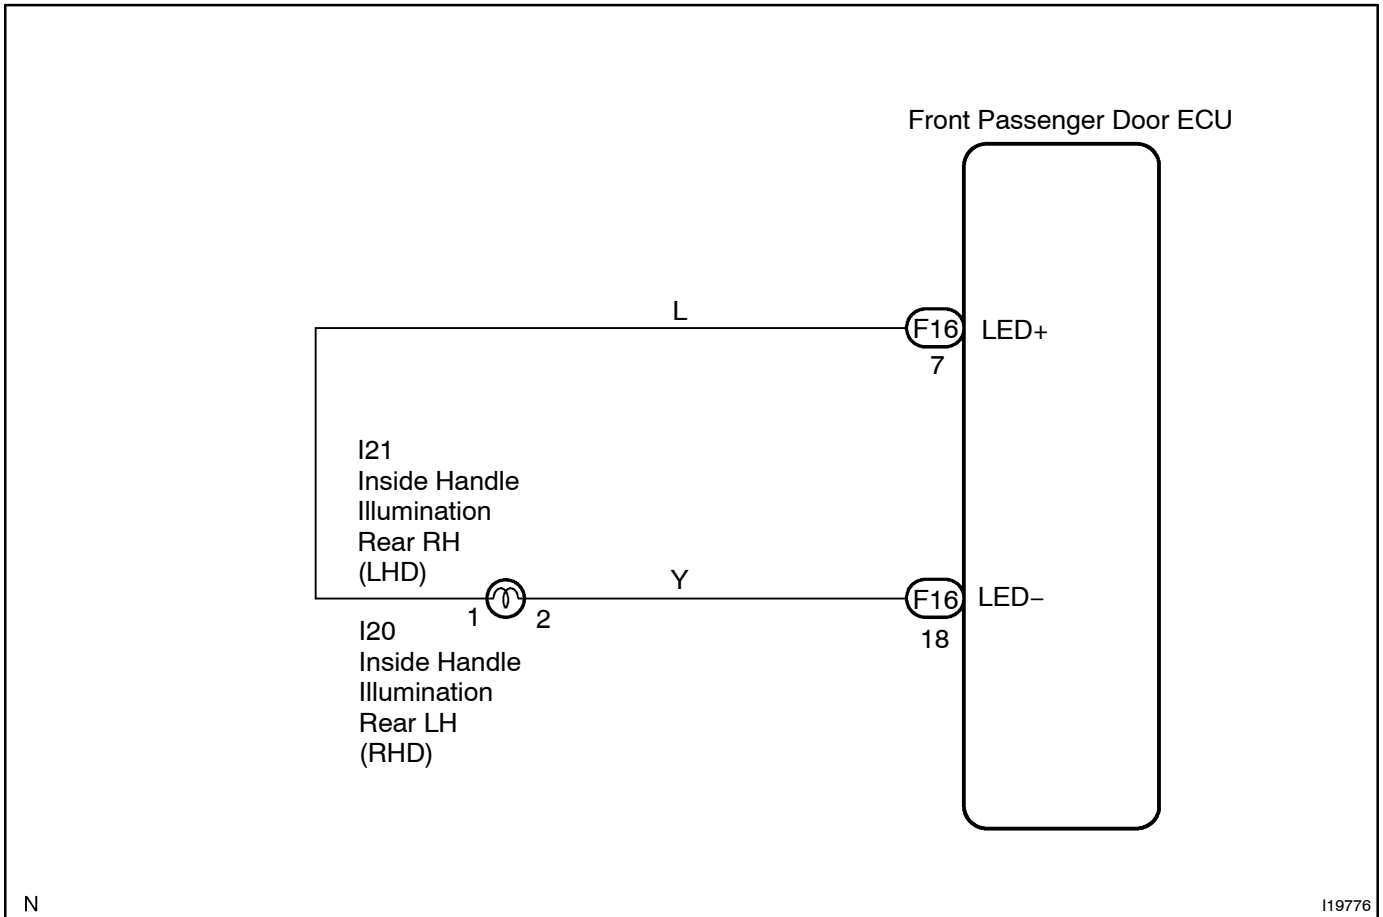 Front Passenger Door ECU
L
F16
LED+
7
I21
Inside Handle
Illumination
Rear RH
(LHD)
Y
F16
LED−
1
2
18
I20
Inside Handle
Illumination
Rear LH
(RHD)
N
I19776